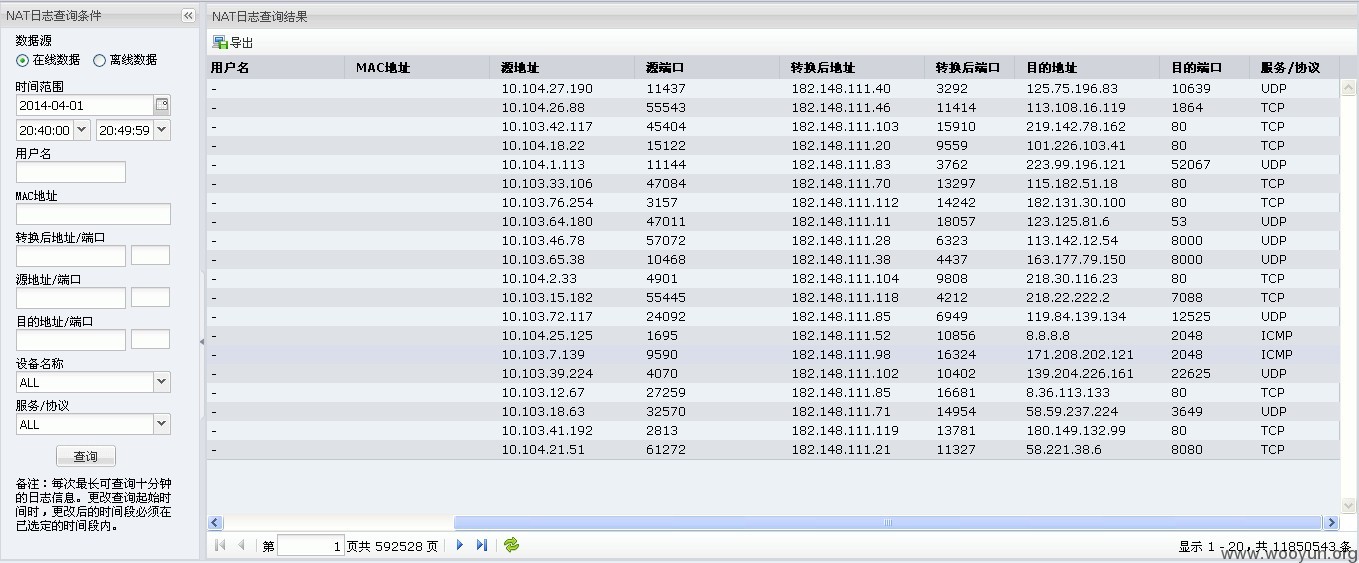 NAT日志查询条件
数据源
在线数据 离线数据
时间范围
2014-04-01
20:40:00 20:49:59
用户名
MAC地址
转换后地址/端口
源地址/端口
目的地址/端口
设备名称
ALL
服务/协议
ALL
查询
备注：每次最长可查询十分钟
的日志信息。更改查询起始时
间时，更改后的时间段必须在
已选定的时间段内。
NAT日志查询结果
导出
用户名 MAC地址 源地址 源端口 转换后地址 转换后端口 目的地址 目的端口 服务/协议
- 10.104.27.190 11437 182.148.111.40 3292 125.75.196.83 10639 UDP
- 10.104.26.88 55543 182.148.111.46 11414 113.108.16.119 1864 TCP
- 10.103.42.117 45404 182.148.111.103 15910 219.142.78.162 80 TCP
- 10.104.18.22 15122 182.148.111.20 9559 101.226.103.41 80 TCP
- 10.104.1.113 11144 182.148.111.83 3762 223.99.196.121 52067 UDP
- 10.103.33.106 47084 182.148.111.70 13297 115.182.51.18 80 TCP
- 10.103.76.254 3157 182.148.111.112 14242 182.131.30.100 80 TCP
- 10.103.64.180 47011 182.148.111.11 18057 123.125.81.6 53 UDP
- 10.103.46.78 57072 182.148.111.28 6323 113.142.12.54 8000 UDP
- 10.103.65.38 10468 182.148.111.38 4437 163.177.79.150 8000 UDP
- 10.104.2.33 4901 182.148.111.104 9808 218.30.116.23 80 TCP
- 10.103.15.182 55445 182.148.111.118 4212 218.22.222.2 7088 TCP
- 10.103.72.117 24092 182.148.111.85 6949 119.84.139.134 12525 UDP
- 10.104.25.125 1695 182.148.111.52 10856 8.8.8.8 2048 ICMP
- 10.103.7.139 9590 182.148.111.98 16324 171.208.202.121 2048 ICMP
- 10.103.39.224 4070 182.148.111.102 10402 139.204.226.161 22625 UDP
- 10.103.12.67 27259 182.148.111.85 16681 8.36.113.133 80 TCP
- 10.103.18.63 32570 182.148.111.71 14954 58.59.237.224 3649 UDP
- 10.103.41.192 2813 182.148.111.119 13781 180.149.132.99 80 TCP
- 10.104.21.51 61272 182.148.111.21 11327 58.221.38.6 8080 TCP
第 1 页共 592528 页
显示 1 - 20，共 11850543 条
www.wooyun.org